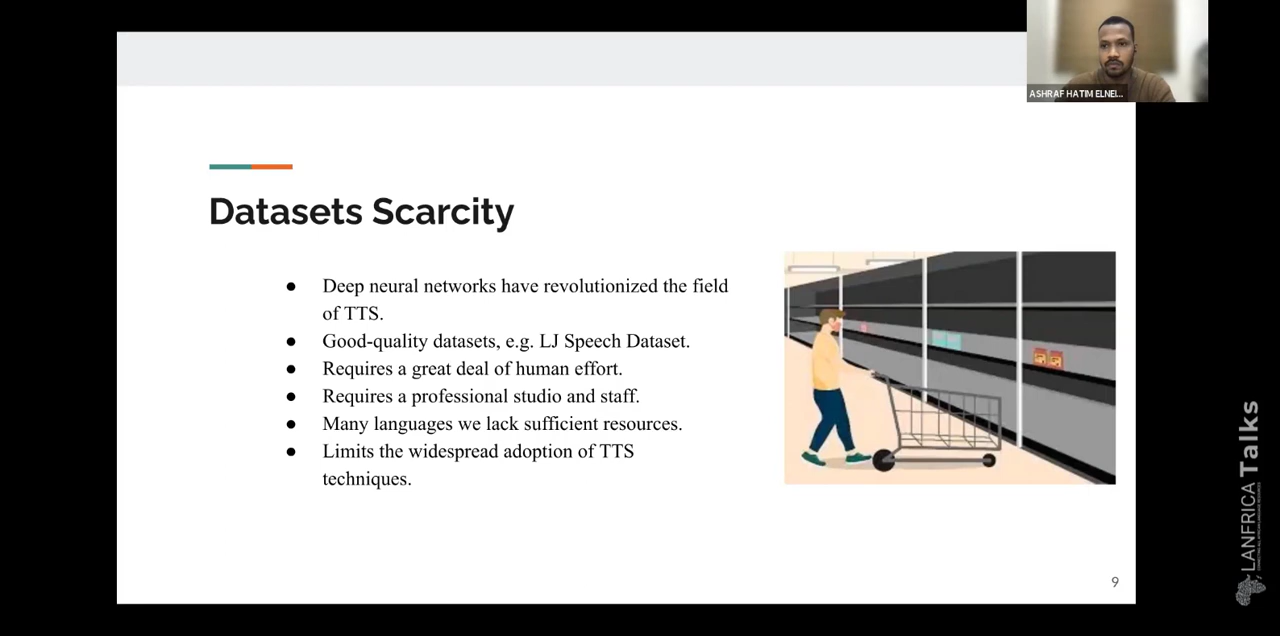 ASHRAF HATIM ELNEI...
Datasets Scarcity
● Deep neural networks have revolutionized the field
of TTS.
● Good-quality datasets, e.g. LJ Speech Dataset.
● Requires a great deal of human effort.
● Requires a professional studio and staff.
● Many languages we lack sufficient resources.
● Limits the widespread adoption of TTS
techniques.
9
LANFRICA Talks